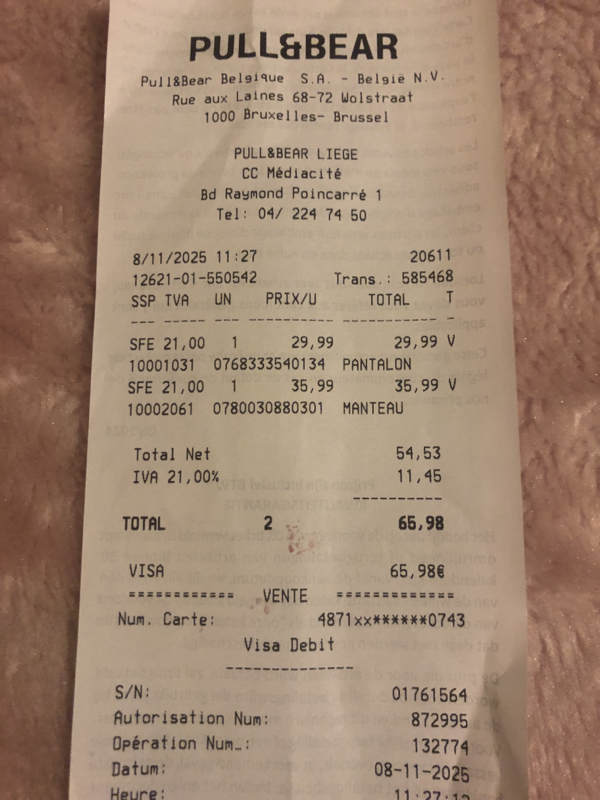 PULL&BEAR
Pull&Bear Belgique S.A. - België N.V.
Rue aux Laines 68-72 Wolstraat
1000 Bruxelles- Brussel
PULL&BEAR LIEGE
CC Médiacité
Bd Raymond Poincarré 1
Tel: 04/ 224 74 50
8/11/2025 11:27 20611
12621-01-550542 Trans.: 585468
SSP TVA UN PRIX/U TOTAL T
--- ----- --- ---------- ----------- -
SFE 21,00 1 29,99 29,99 V
10001031 0768333540134 PANTALON
SFE 21,00 1 35,99 35,99 V
10002061 0780030880301 MANTEAU
Total Net 54,53
IVA 21,00% 11,45
----------
TOTAL 2 65,98
VISA 65,98€
============ VENTE =============
Num. Carte: 4871xx******0743
Visa Debit
--------------
S/N: 01761564
Autorisation Num: 872995
Opération Num..: 132774
Datum: 08-11-2025
Heure: 11:27:12